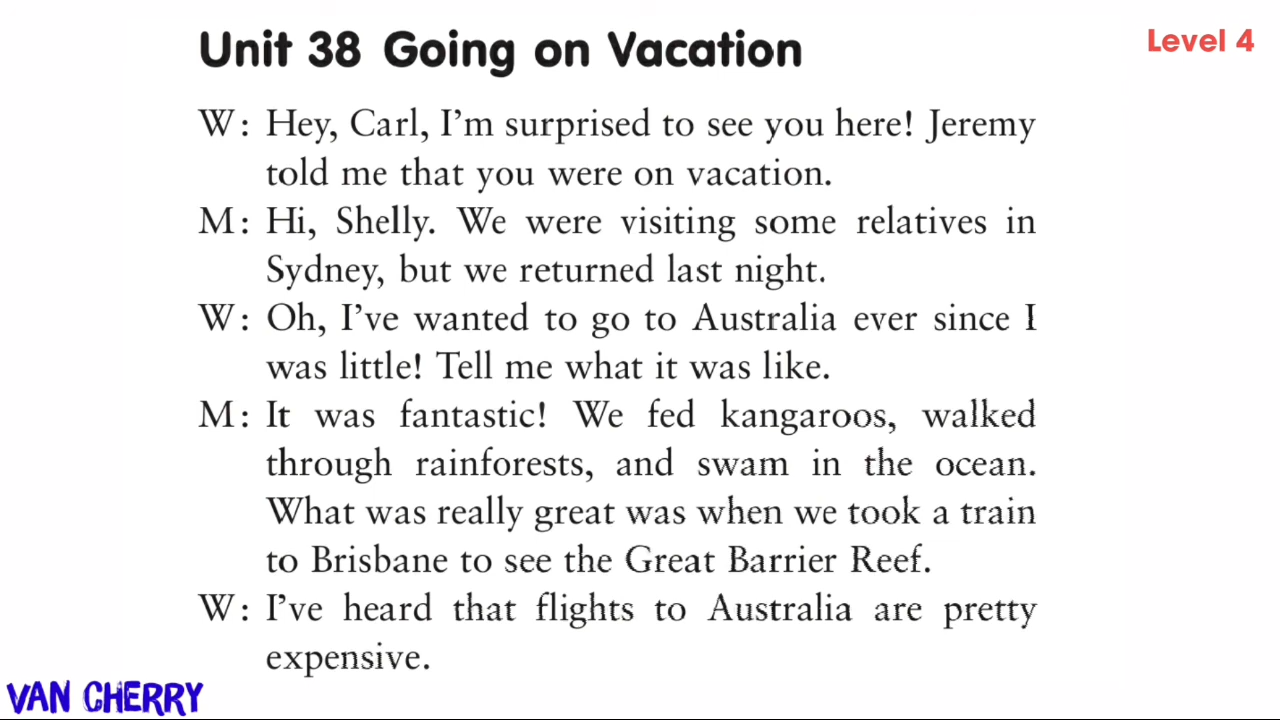 Unit 38 Going on Vacation
Level 4
W: Hey, Carl, I'm surprised to see you here! Jeremy
told me that you were on vacation.
M: Hi, Shelly. We were visiting some relatives in
Sydney, but we returned last night.
W: Oh, I've wanted to go to Australia ever since I
was little! Tell me what it was like.
M: It was fantastic! We fed kangaroos, walked
through rainforests, and swam in the ocean.
What was really great was when we took a train
to Brisbane to see the Great Barrier Reef.
W: I've heard that flights to Australia are pretty
expensive.
VAN CHERRY